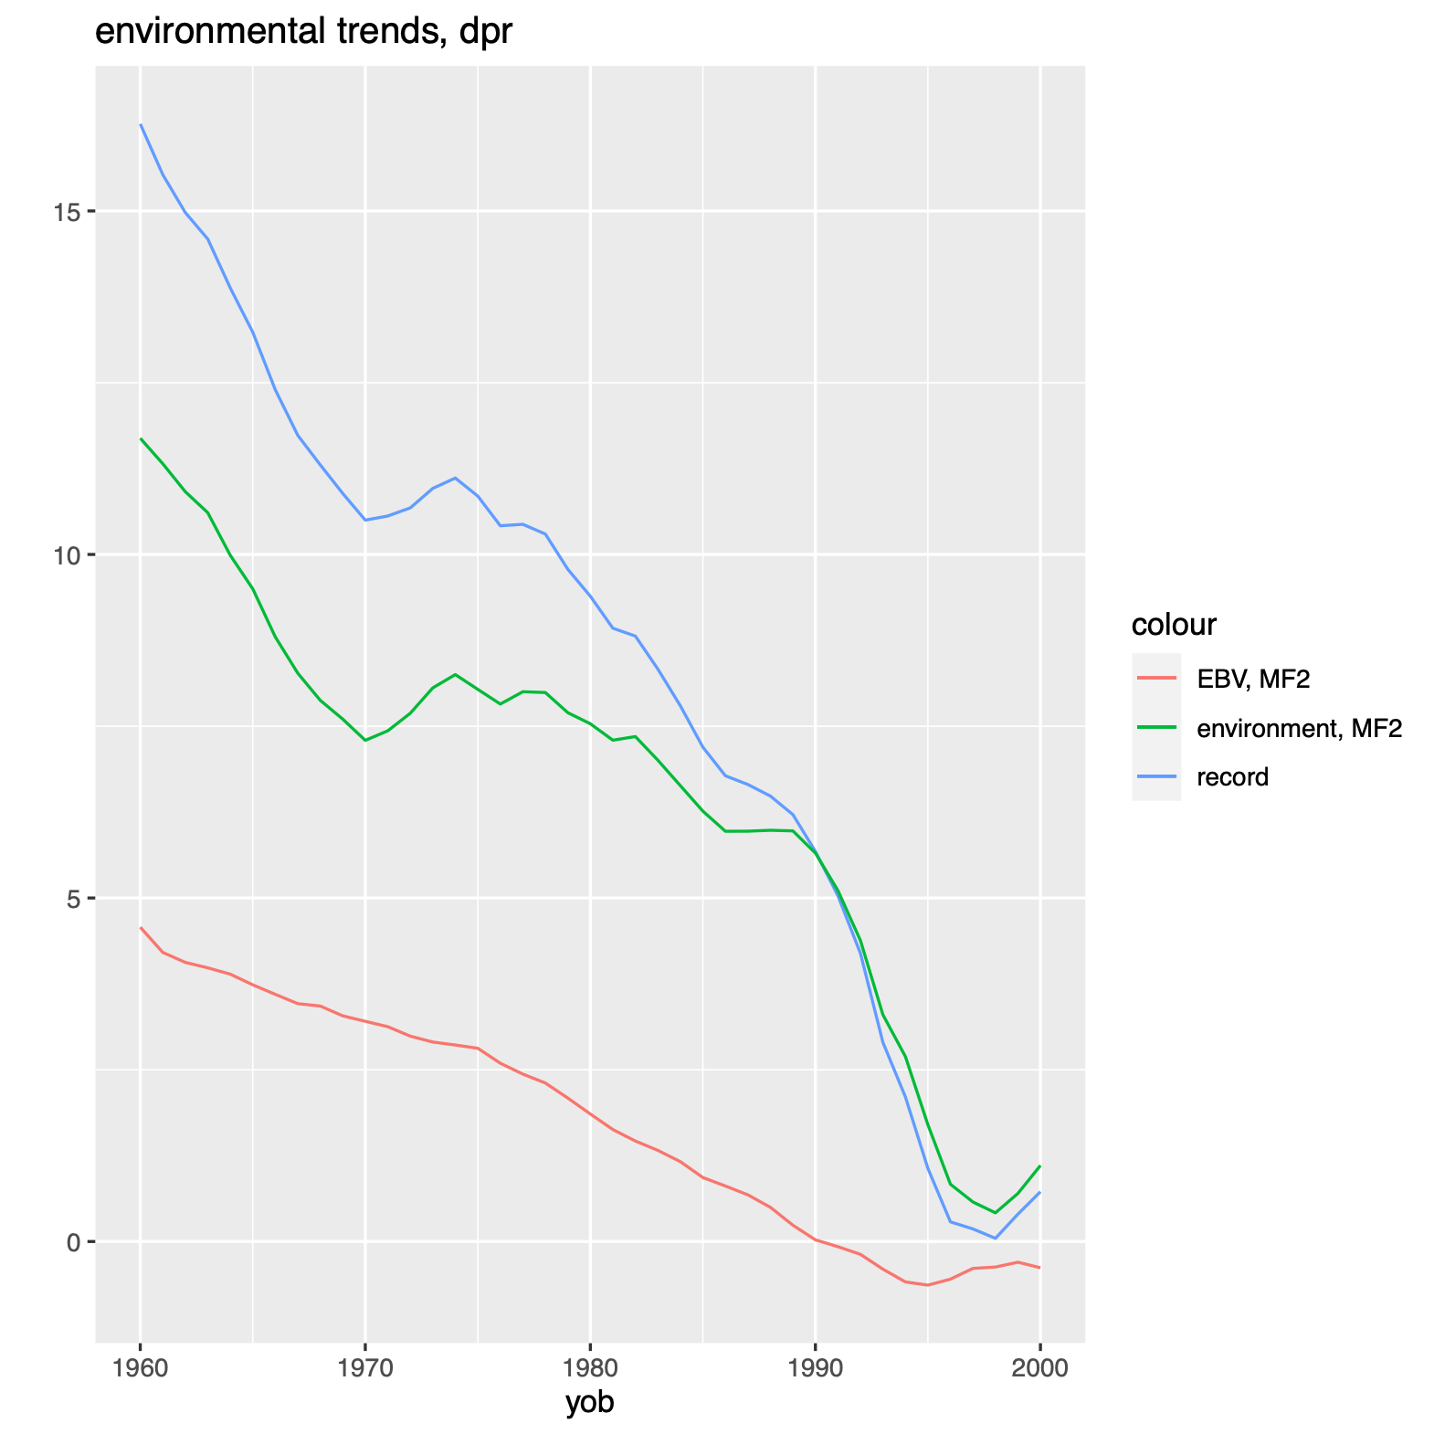 environmental trends, dpr
15
10
5
0
1960 1970 1980 1990 2000
yob
colour
EBV, MF2
environment, MF2
record